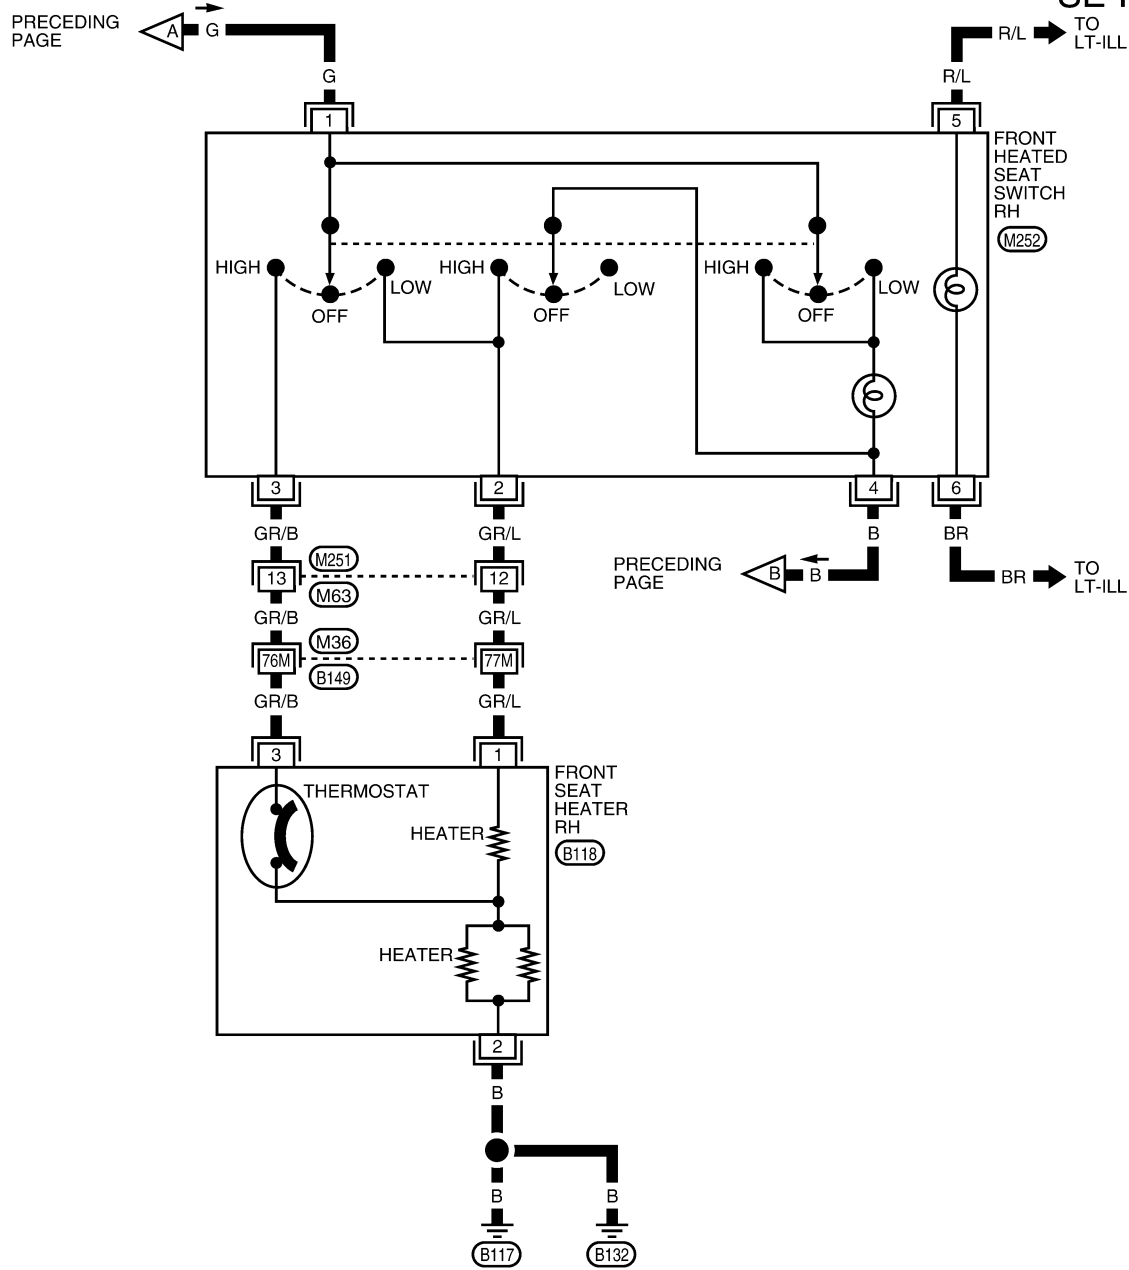 PRECEDING
PAGE
A
G
G
1
R/L
TO
LT-ILL
R/L
5
FRONT
HEATED
SEAT
SWITCH
RH
M252
HIGH
OFF
LOW
HIGH
OFF
LOW
HIGH
OFF
LOW
3
2
4
6
GR/B
GR/L
B
BR
PRECEDING
PAGE
B
B
BR
TO
LT-ILL
M251
13
12
M63
GR/B
GR/L
M36
76M
77M
B149
GR/B
GR/L
3
1
FRONT
SEAT
HEATER
RH
B118
THERMOSTAT
HEATER
HEATER
2
B
B
B
B117
B132